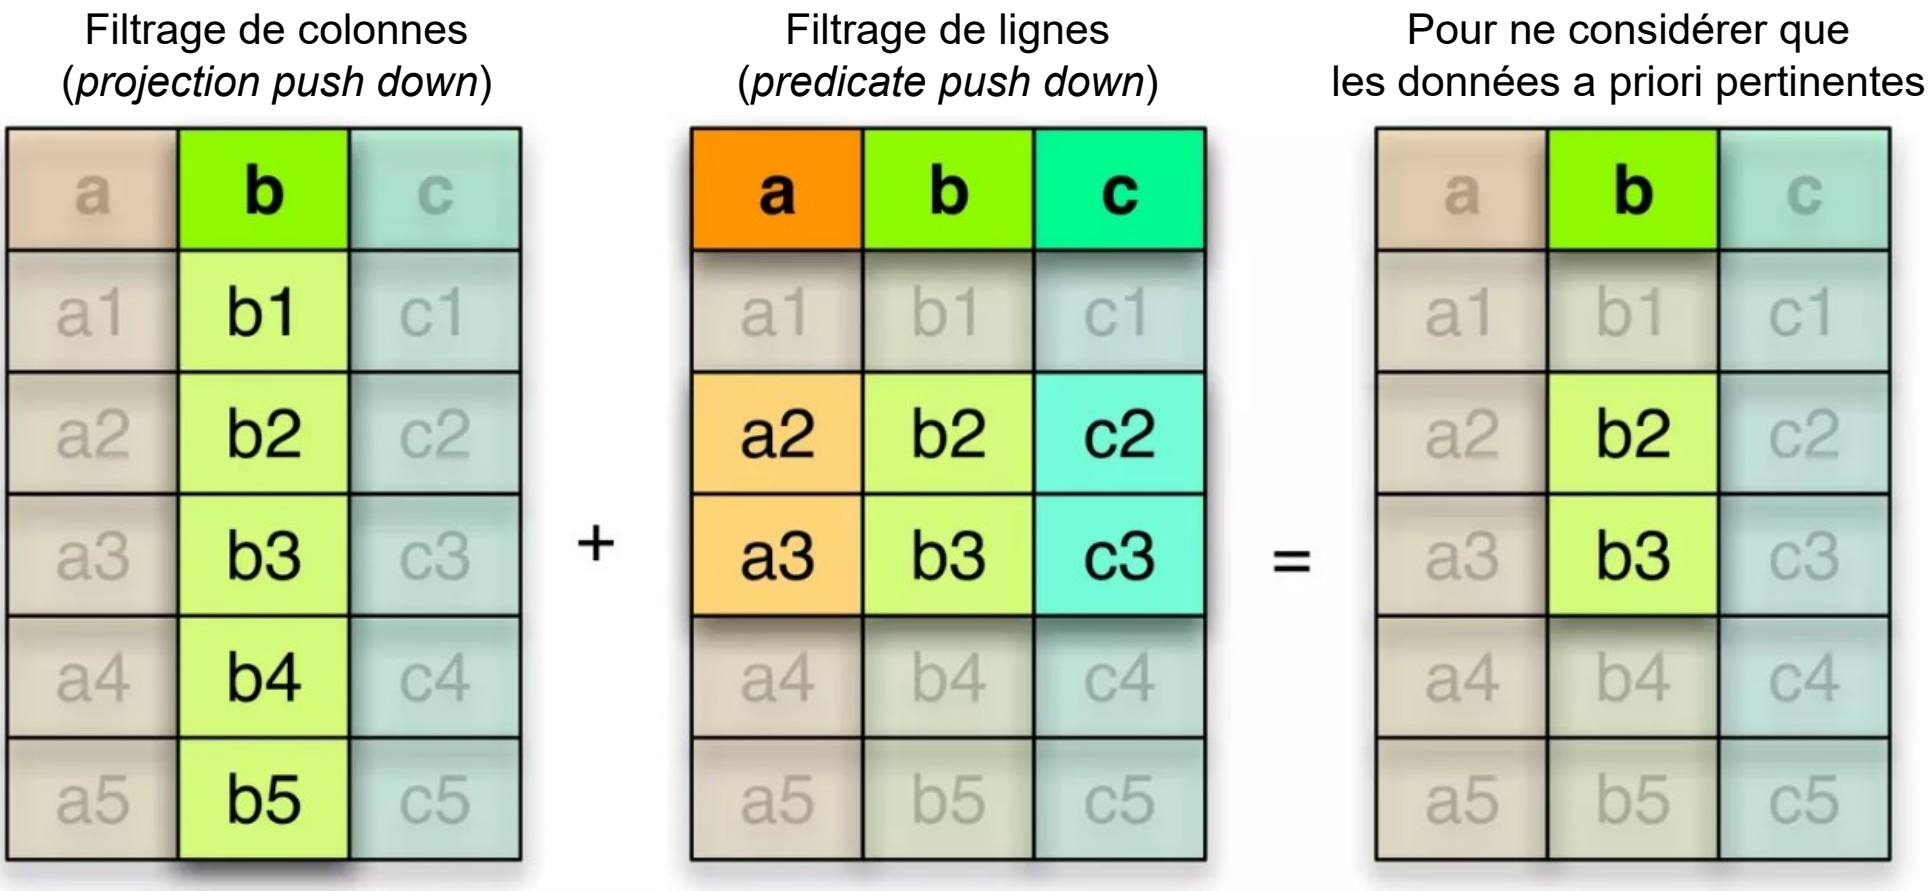 Filtrage de colonnes
(projection push down)
Filtrage de lignes
(predicate push down)
Pour ne considérer que
les données a priori pertinentes
a b c
a1 b1 c1
a2 b2 c2
a3 b3 c3
a4 b4 c4
a5 b5 c5
+
a b c
a1 b1 c1
a2 b2 c2
a3 b3 c3
a4 b4 c4
a5 b5 c5
=
a b c
a1 b1 c1
a2 b2 c2
a3 b3 c3
a4 b4 c4
a5 b5 c5